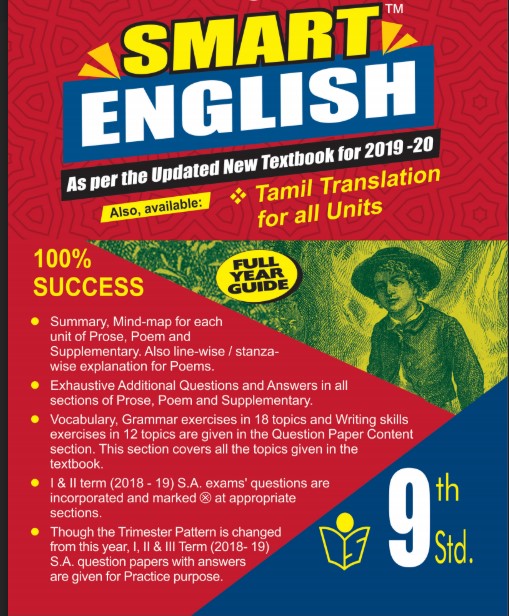 SMART™
ENGLISH
As per the Updated New Textbook for 2019 -20
Also, available:
❖ Tamil Translation
for all Units
100%
SUCCESS
FULL
YEAR
GUIDE
● Summary, Mind-map for each
unit of Prose, Poem and
Supplementary. Also line-wise / stanza-
wise explanation for Poems.
● Exhaustive Additional Questions and Answers in all
sections of Prose, Poem and Supplementary.
● Vocabulary, Grammar exercises in 18 topics and Writing skills
exercises in 12 topics are given in the Question Paper Content
section. This section covers all the topics given in the
textbook.
● I & II term (2018 - 19) S.A. exams' questions are
incorporated and marked ⊗ at appropriate
sections.
● Though the Trimester Pattern is changed
from this year, I, II & III Term (2018- 19)
S.A. question papers with answers
are given for Practice purpose.
9th
Std.